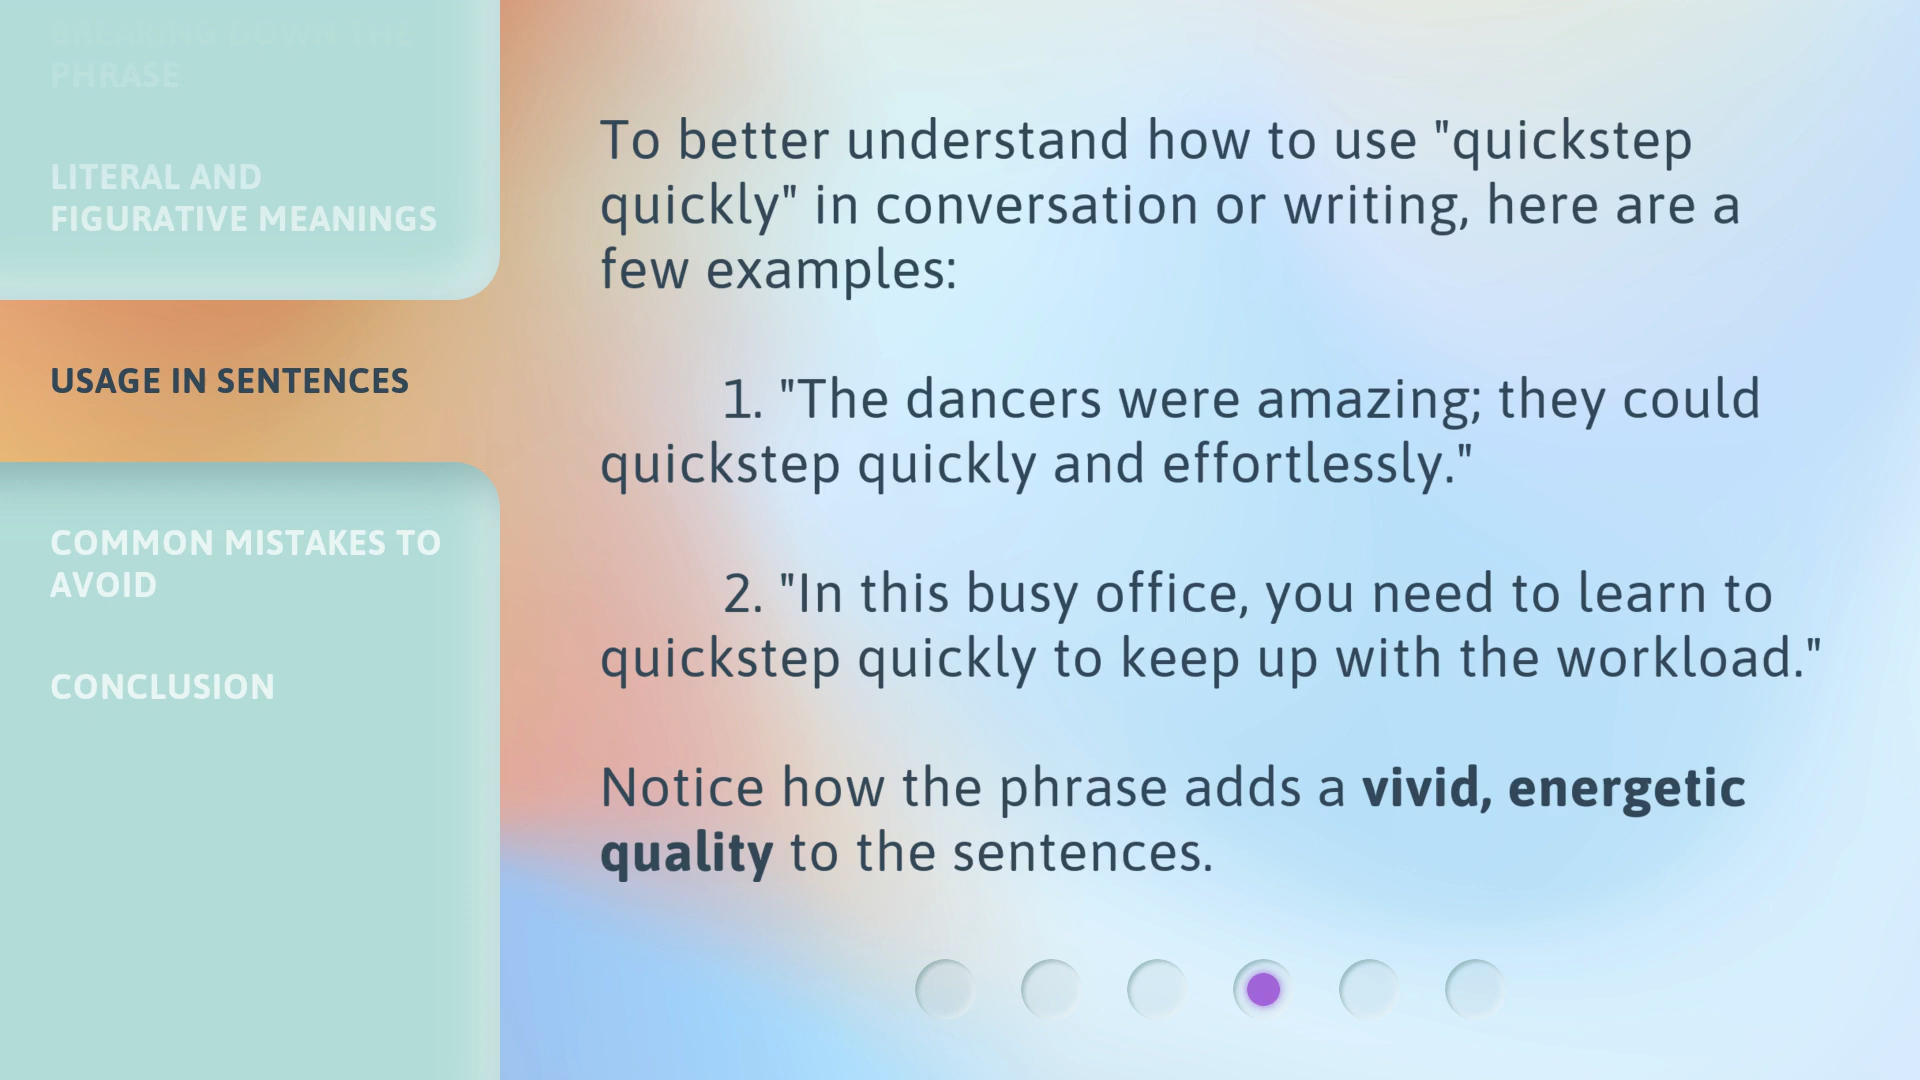 BREAKING DOWN THE
PHRASE
LITERAL AND
FIGURATIVE MEANINGS
USAGE IN SENTENCES
COMMON MISTAKES TO
AVOID
CONCLUSION
To better understand how to use "quickstep
quickly" in conversation or writing, here are a
few examples:
1. "The dancers were amazing; they could
quickstep quickly and effortlessly."
2. "In this busy office, you need to learn to
quickstep quickly to keep up with the workload."
Notice how the phrase adds a vivid, energetic
quality to the sentences.